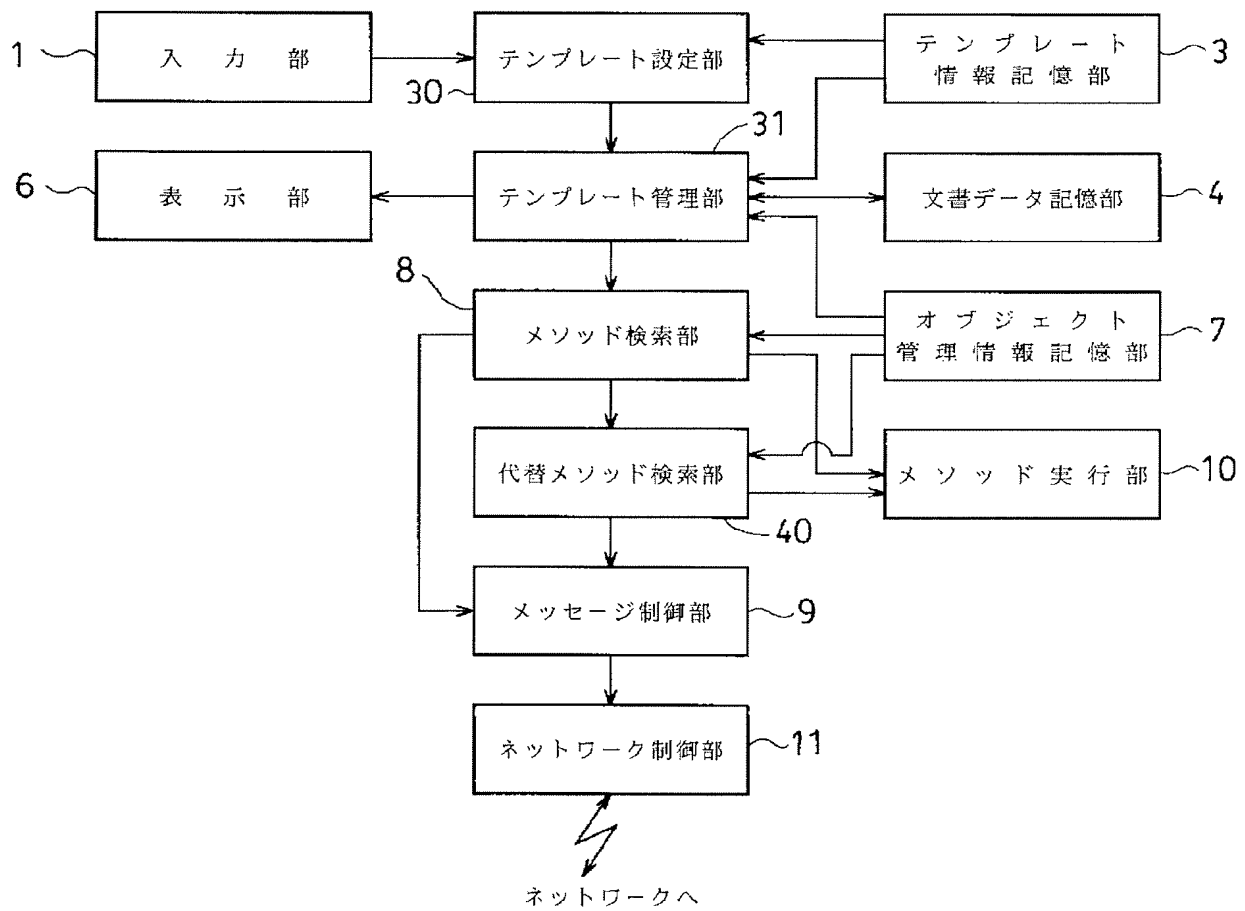 1
入力部
テンプレート設定部
30
テンプレート
情報記憶部
3
31
6
表示部
テンプレート管理部
文書データ記憶部
4
8
メソッド検索部
オブジェクト
管理情報記憶部
7
代替メソッド検索部
40
メソッド実行部
10
メッセージ制御部
9
ネットワーク制御部
11
ネットワークへ